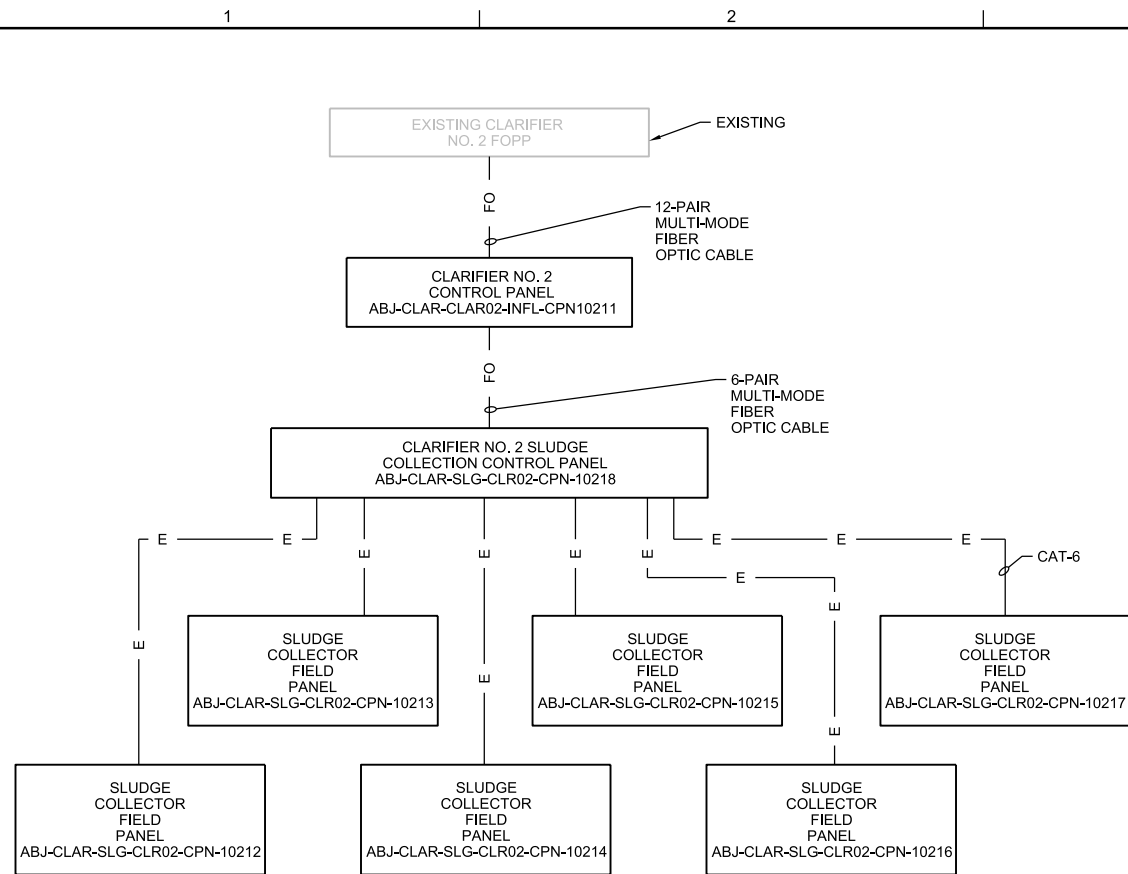 1
2
EXISTING CLARIFIER
NO. 2 FOPP
EXISTING
FO
12-PAIR
MULTI-MODE
FIBER
OPTIC CABLE
CLARIFIER NO. 2
CONTROL PANEL
ABJ-CLAR-CLAR02-INFL-CPN10211
FO
6-PAIR
MULTI-MODE
FIBER
OPTIC CABLE
CLARIFIER NO. 2 SLUDGE
COLLECTION CONTROL PANEL
ABJ-CLAR-SLG-CLR02-CPN-10218
E
E
E
E
E
E
E
E
E
E
CAT-6
E
E
E
E
E
SLUDGE
COLLECTOR
FIELD
PANEL
ABJ-CLAR-SLG-CLR02-CPN-10213
SLUDGE
COLLECTOR
FIELD
PANEL
ABJ-CLAR-SLG-CLR02-CPN-10215
SLUDGE
COLLECTOR
FIELD
PANEL
ABJ-CLAR-SLG-CLR02-CPN-10217
SLUDGE
COLLECTOR
FIELD
PANEL
ABJ-CLAR-SLG-CLR02-CPN-10212
SLUDGE
COLLECTOR
FIELD
PANEL
ABJ-CLAR-SLG-CLR02-CPN-10214
SLUDGE
COLLECTOR
FIELD
PANEL
ABJ-CLAR-SLG-CLR02-CPN-10216